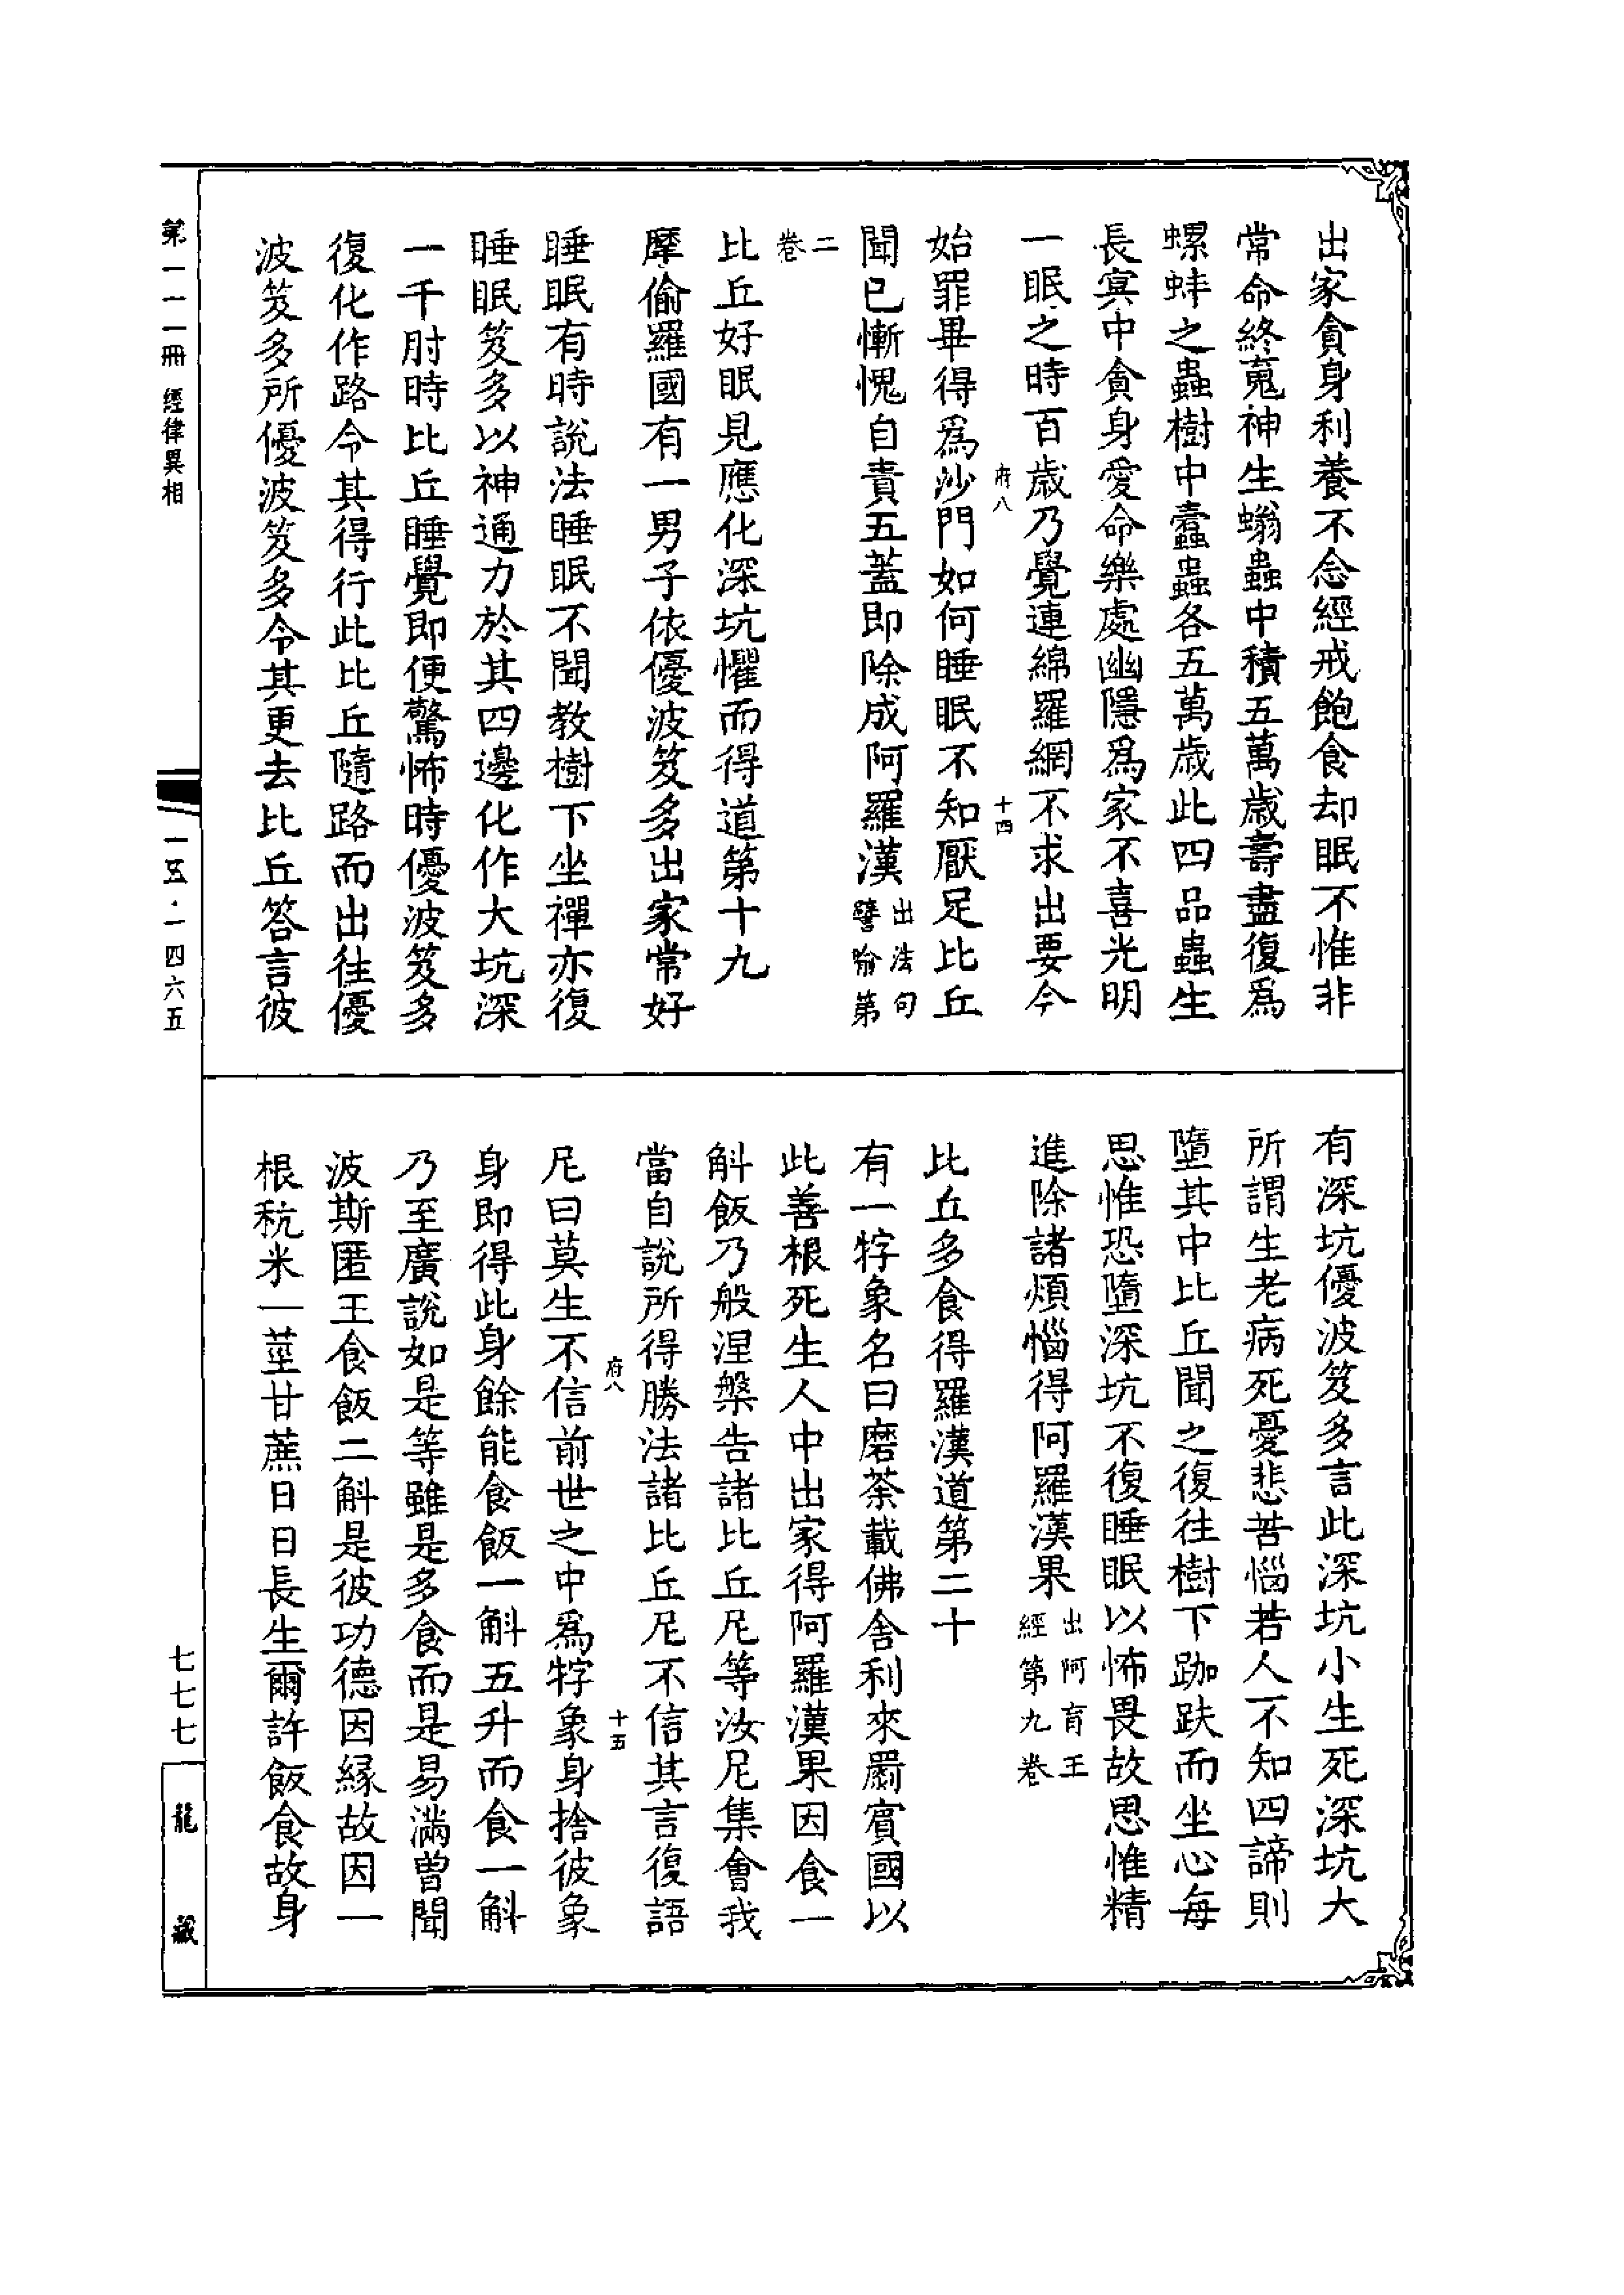 出家貪身利養不念經戒飽食却眠不惟非
常命終䰟神生螉蟲中積五萬歲壽盡復爲
螺蚌之蟲樹中蠹蟲各五萬歲此四品蟲生
長㝠中貪身愛命樂處幽隱爲家不喜光明
一眠之時百歲乃覺連綿羅網不求出要今
府八
十四
始罪畢得爲沙門如何睡眠不知厭足比丘
聞已慚愧自責五蓋即除成阿羅漢出法句
譬喻第
二
卷
比丘好眠見應化深坑懼而得道第十九
摩偷羅國有一男子依優波笈多出家常好
睡眠有時說法睡眠不聞教樹下坐禪亦復
睡眠笈多以神通力於其四邊化作大坑深
一千肘時比丘睡覺即便驚怖時優波笈多
復化作路令其得行此比丘隨路而出往優
波笈多所優波笈多令其更去比丘答言彼
有深坑優波笈多言此深坑小生死深坑大
所謂生老病死憂悲苦惱若人不知四諦則
墮其中比丘聞之復往樹下跏趺而坐心每
思惟恐墮深坑不復睡眠以怖畏故思惟精
進除諸煩惱得阿羅漢果出阿育王
經第九卷
比丘多食得羅漢道第二十
有一牸象名曰磨茶載佛舍利來罽賓國以
此善根死生人中出家得阿羅漢果因食一
斛飯乃般涅槃告諸比丘尼等汝尼集會我
當自說所得勝法諸比丘尼不信其言復語
府八
十五
尼曰莫生不信前世之中爲牸象身捨彼象
身即得此身餘能食飯一斛五升而食一斛
乃至廣說如是等雖是多食而是易滿曾聞
波斯匿王食飯二斛是彼功德因緣故因一
根秔米一莖甘蔗日日長生爾許飯食故身
第一一一冊 經律異相
一五·一四六五
七七七
龍藏